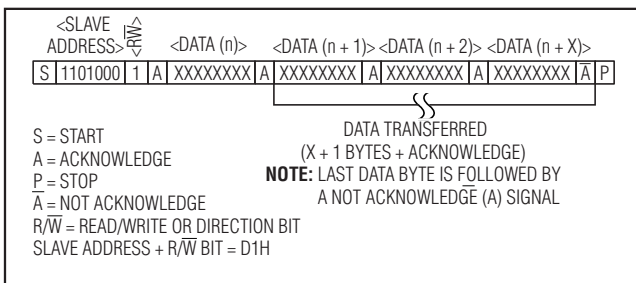 <SLAVE ADDRESS> <R/W̅> <DATA (n)> <DATA (n + 1)> <DATA (n + 2)> <DATA (n + X)>
S 1101000 1 A XXXXXXXX A XXXXXXXX A XXXXXXXX A XXXXXXXX A̅ P
S = START
A = ACKNOWLEDGE
P = STOP
A̅ = NOT ACKNOWLEDGE
R/W̅ = READ/WRITE OR DIRECTION BIT
SLAVE ADDRESS + R/W̅ BIT = D1H
DATA TRANSFERRED
(X + 1 BYTES + ACKNOWLEDGE)
NOTE: LAST DATA BYTE IS FOLLOWED BY
A NOT ACKNOWLEDGE (A̅) SIGNAL